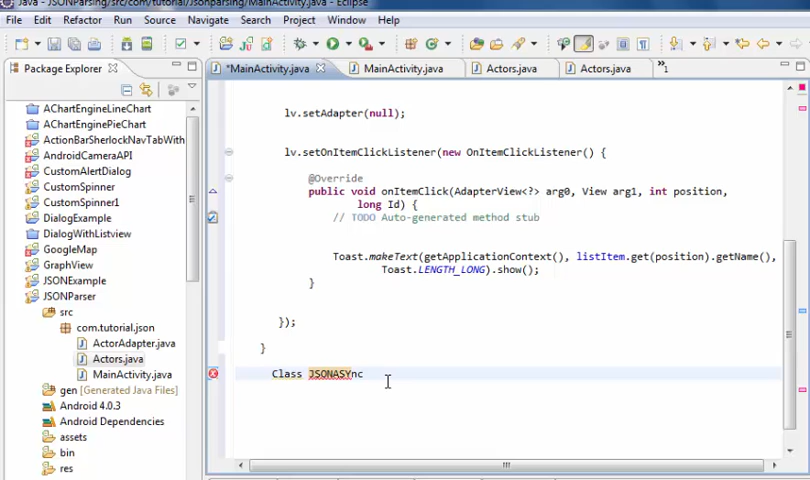 Java - JSONParsing/src/com/tutorial/Jsonparsing/MainActivity.java - Eclipse
File Edit Refactor Run Source Navigate Search Project Window Help
Package Explorer
*MainActivity.java MainActivity.java Actors.java Actors.java »1
AChartEngineLineChart
AChartEnginePieChart
ActionBarSherlockNavTabWith
AndroidCameraAPI
CustomAlertDialog
CustomSpinner
CustomSpinner1
DialogExample
DialogWithListview
GoogleMap
GraphView
JSONExample
JSONParser
src
com.tutorial.json
ActorAdapter.java
Actors.java
MainActivity.java
gen [Generated Java Files]
Android 4.0.3
Android Dependencies
assets
bin
res
lv.setAdapter(null);
lv.setOnItemClickListener(new OnItemClickListener() {
@Override
public void onItemClick(AdapterView<?> arg0, View arg1, int position,
long Id) {
// TODO Auto-generated method stub
Toast.makeText(getApplicationContext(), listItem.get(position).getName(),
Toast.LENGTH_LONG).show();
}
});
}
Class JSONASYnc